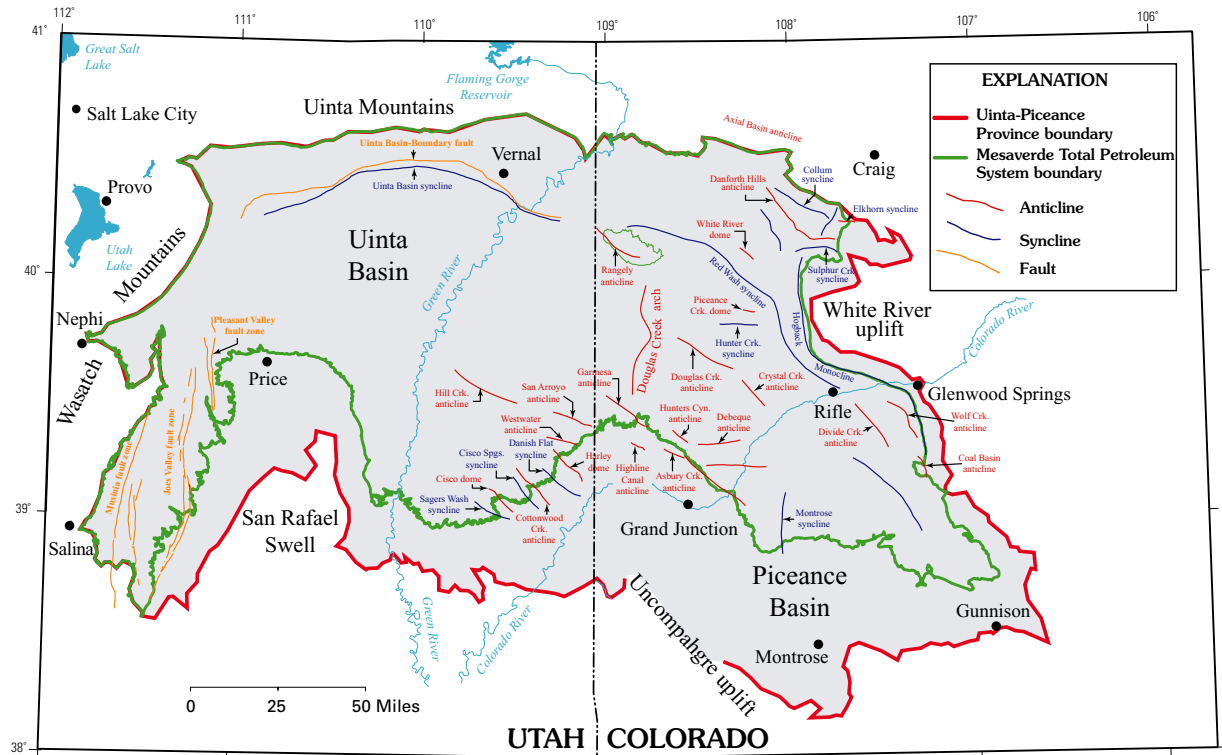 112°
111°
110°
109°
108°
107°
106°
41°
40°
39°
38°
Great Salt
Lake
Salt Lake City
Provo
Utah
Lake
Uinta Mountains
Flaming Gorge
Reservoir
Uinta Basin-Boundary fault
Uinta Basin syncline
Vernal
Uinta
Basin
Green River
Wasatch
Mountains
Nephi
Pleasant Valley
fault zone
Price
Musinia fault zone
Joes Valley fault zone
Salina
San Rafael
Swell
Axial Basin anticline
Craig
Danforth Hills
anticline
Collum
syncline
Elkhorn syncline
White River
dome
Sulphur Crk.
syncline
Rangely
anticline
Red Wash syncline
Piceance
Crk. dome
Hunter Crk.
syncline
Hogback
Monocline
White River
uplift
Colorado River
Douglas Creek arch
Garmesa
anticline
Douglas Crk.
anticline
Crystal Crk.
anticline
Rifle
Glenwood Springs
Hill Crk.
anticline
San Arroyo
anticline
Westwater
anticline
Danish Flat
syncline
Cisco Spgs.
syncline
Cisco dome
Sagers Wash
syncline
Cottonwood
Crk.
anticline
Harley
dome
Highline
Canal
anticline
Hunters Cyn.
anticline
Debeque
anticline
Asbury Crk.
anticline
Divide Crk.
anticline
Wolf Crk.
anticline
Coal Basin
anticline
Grand Junction
Montrose
syncline
Piceance
Basin
Gunnison
Montrose
Uncompahgre uplift
Green River
Colorado River
0
25
50 Miles
UTAH
COLORADO
EXPLANATION
Uinta-Piceance
Province boundary
Mesaverde Total Petroleum
System boundary
Anticline
Syncline
Fault